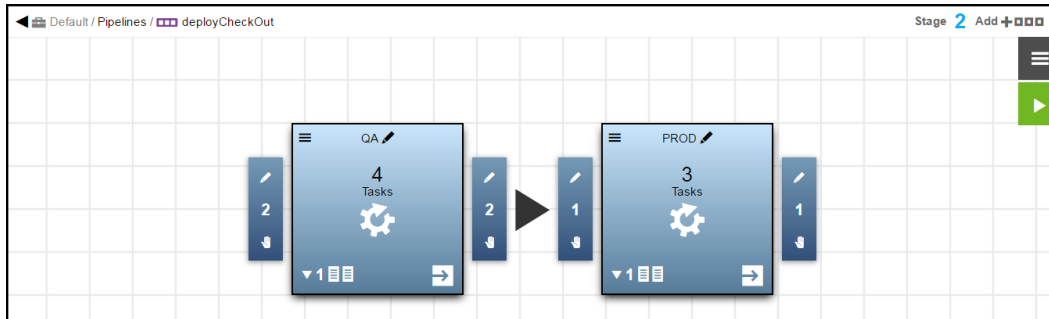 Default / Pipelines / deployCheckOut
Stage 2 Add
QA
4
Tasks
2
2
1
PROD
3
Tasks
1
1
1